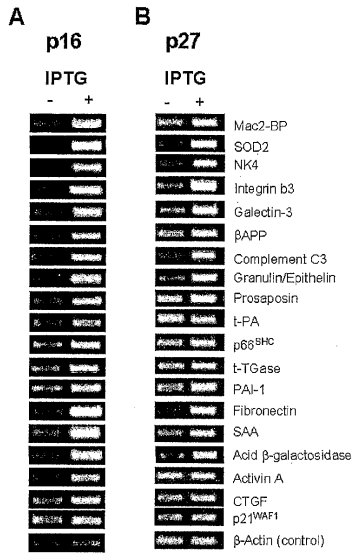 A B
p16 p27
IPTG IPTG
- + - +
Mac2-BP
SOD2
NK4
Integrin b3
Galectin-3
βAPP
Complement C3
Granulin/Epithelin
Prosaposin
t-PA
p66SHC
t-TGase
PAI-1
Fibronectin
SAA
Acid β-galactosidase
Activin A
CTGF
p21WAF1
β-Actin (control)